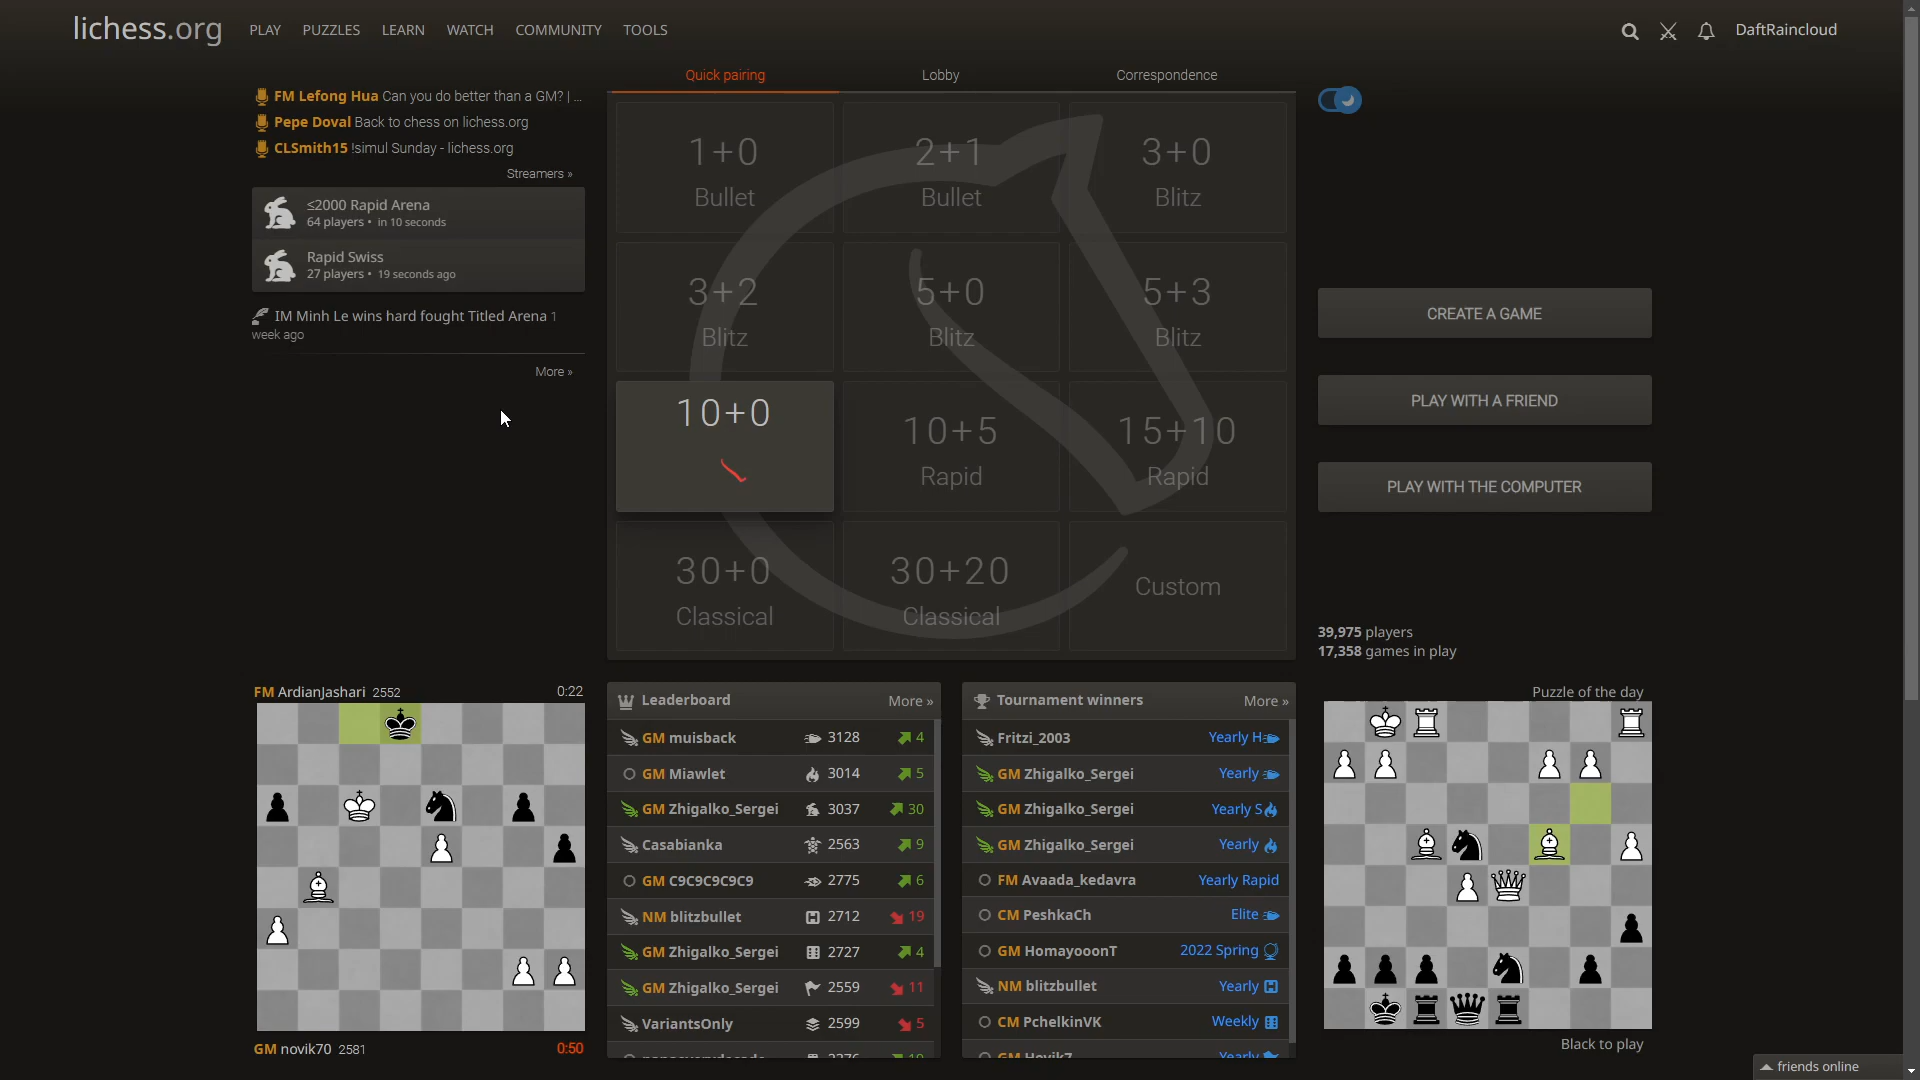 lichess.org PLAY PUZZLES LEARN WATCH COMMUNITY TOOLS DaftRaincloud
FM Lefong Hua Can you do better than a GM? | ...
Pepe Doval Back to chess on lichess.org
CLSmith15 !simul Sunday - lichess.org
Streamers »
≤2000 Rapid Arena
64 players • in 10 seconds
Rapid Swiss
27 players • 19 seconds ago
IM Minh Le wins hard fought Titled Arena 1
week ago
More »
Quick pairing Lobby Correspondence
1+0 2+1 3+0
Bullet Bullet Blitz
3+2 5+0 5+3
Blitz Blitz Blitz
10+0 10+5 15+10
Rapid Rapid
30+0 30+20 Custom
Classical Classical
CREATE A GAME
PLAY WITH A FRIEND
PLAY WITH THE COMPUTER
39,975 players
17,358 games in play
FM ArdianJashari 2552 0:22
GM novik70 2581 0:50
Leaderboard More »
GM muisback 3128 4
GM Miawlet 3014 5
GM Zhigalko_Sergei 3037 30
Casabianka 2563 9
GM C9C9C9C9C9 2775 6
NM blitzbullet 2712 19
GM Zhigalko_Sergei 2727 4
GM Zhigalko_Sergei 2559 11
VariantsOnly 2599 5
Tournament winners More »
Fritzi_2003 Yearly H
GM Zhigalko_Sergei Yearly
GM Zhigalko_Sergei Yearly S
GM Zhigalko_Sergei Yearly
FM Avaada_kedavra Yearly Rapid
CM PeshkaCh Elite
GM HomayooonT 2022 Spring
NM blitzbullet Yearly
CM PchelkinVK Weekly
Puzzle of the day
Black to play
friends online